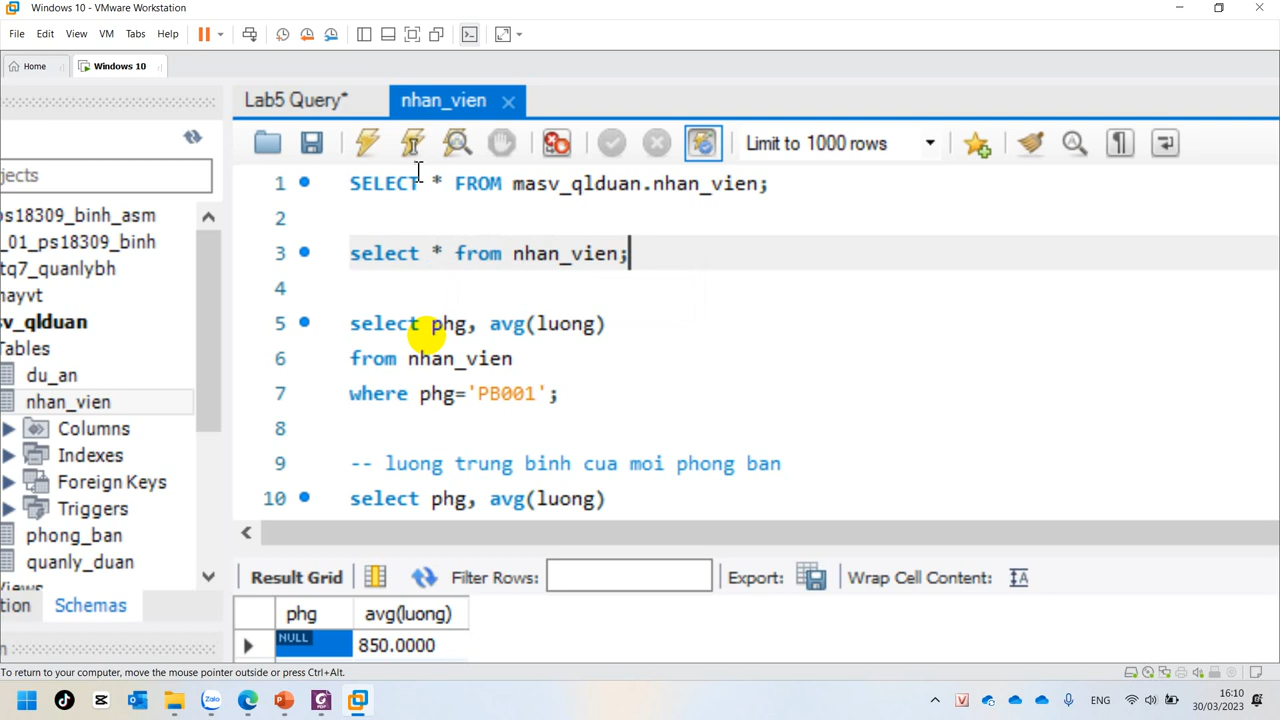 Windows 10 - VMware Workstation
File Edit View VM Tabs Help
Home Windows 10
Lab5 Query* nhan_vien
Limit to 1000 rows
jects
ps18309_binh_asm
_01_ps18309_binh
tq7_quanlybh
nayvt
sv_qlduan
Tables
du_an
nhan_vien
Columns
Indexes
Foreign Keys
Triggers
phong_ban
quanly_duan
Views
tion Schemas
1 SELECT * FROM masv_qlduan.nhan_vien;
2
3 select * from nhan_vien;
4
5 select phg, avg(luong)
6 from nhan_vien
7 where phg='PB001';
8
9 -- luong trung binh cua moi phong ban
10 select phg, avg(luong)
Result Grid Filter Rows: Export: Wrap Cell Content:
phg avg(luong)
NULL 850.0000
To return to your computer, move the mouse pointer outside or press Ctrl+Alt.
Zalo
ENG
16:10
30/03/2023